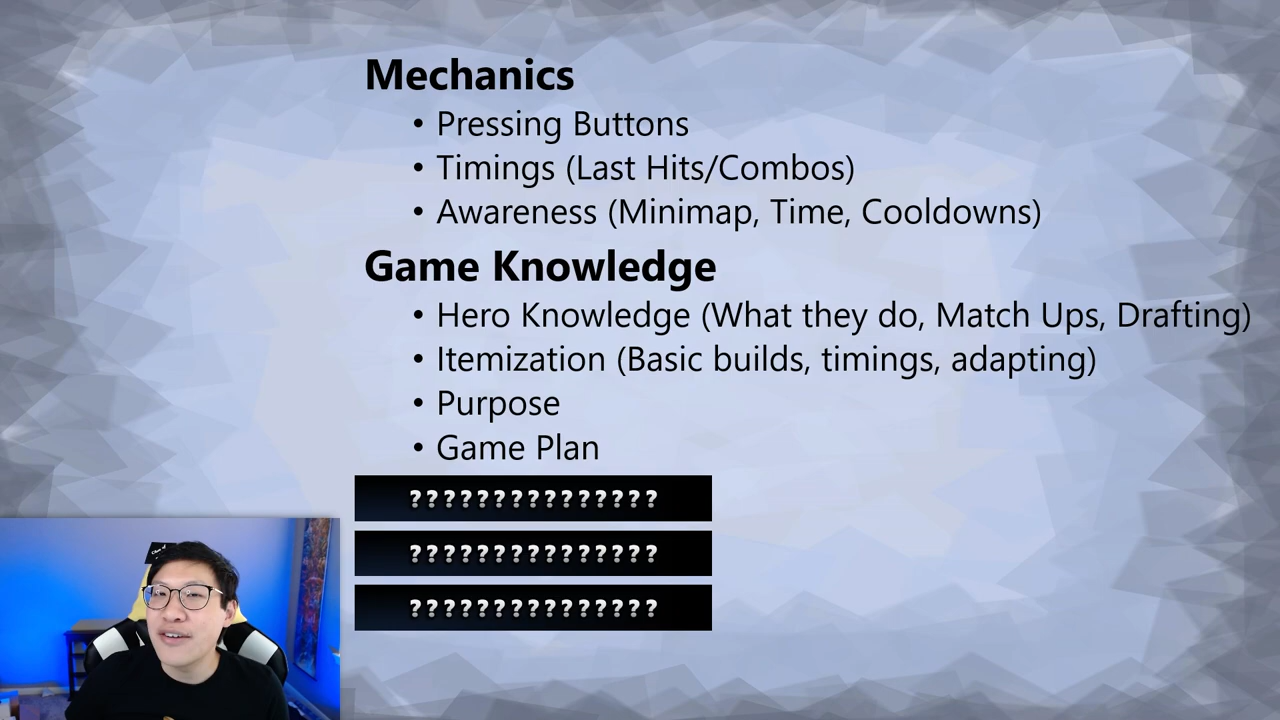 Mechanics
• Pressing Buttons
• Timings (Last Hits/Combos)
• Awareness (Minimap, Time, Cooldowns)
Game Knowledge
• Hero Knowledge (What they do, Match Ups, Drafting)
• Itemization (Basic builds, timings, adapting)
• Purpose
• Game Plan
???????????????
???????????????
???????????????